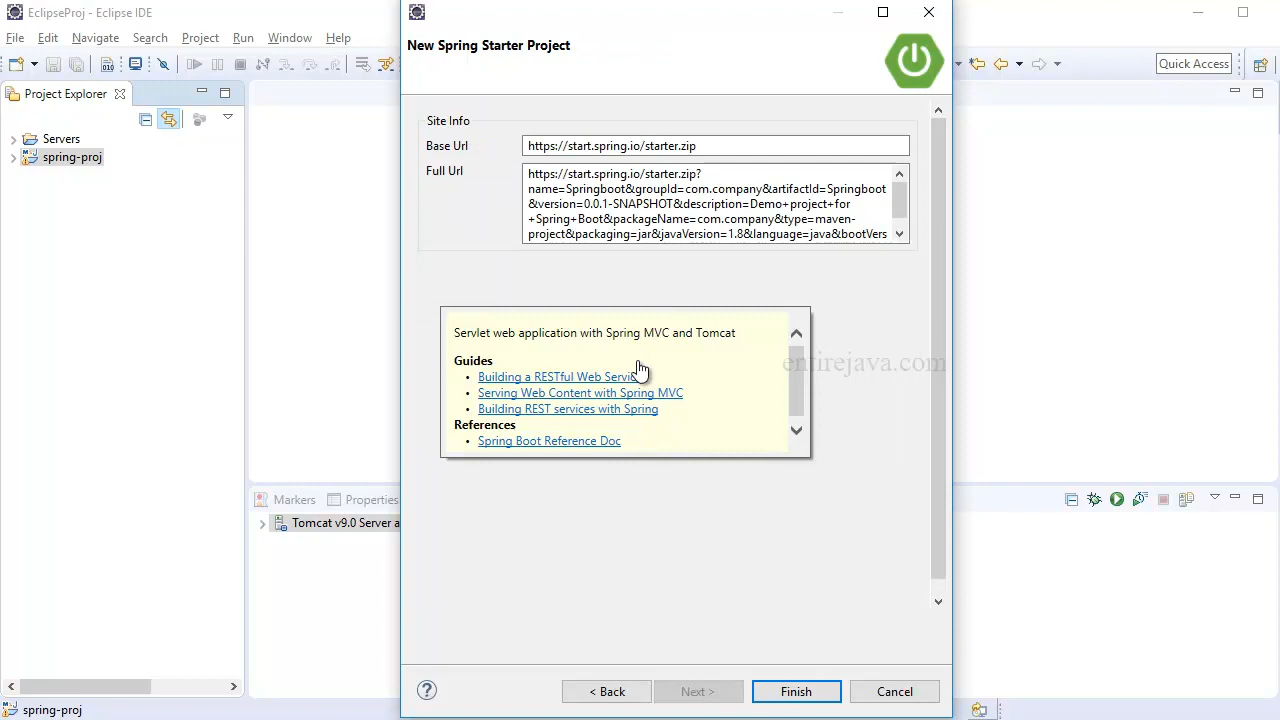 EclipseProj - Eclipse IDE
File Edit Navigate Search Project Run Window Help
Quick Access
Project Explorer
Servers
spring-proj
New Spring Starter Project
Site Info
Base Url
https://start.spring.io/starter.zip
Full Url
https://start.spring.io/starter.zip?
name=Springboot&groupId=com.company&artifactId=Springboot
&version=0.0.1-SNAPSHOT&description=Demo+project+for
+Spring+Boot&packageName=com.company&type=maven-
project&packaging=jar&javaVersion=1.8&language=java&bootVers
Servlet web application with Spring MVC and Tomcat
Guides
• Building a RESTful Web Servic
• Serving Web Content with Spring MVC
• Building REST services with Spring
References
• Spring Boot Reference Doc
entirejava.com
Markers Properties
Tomcat v9.0 Server a
< Back Next > Finish Cancel
spring-proj